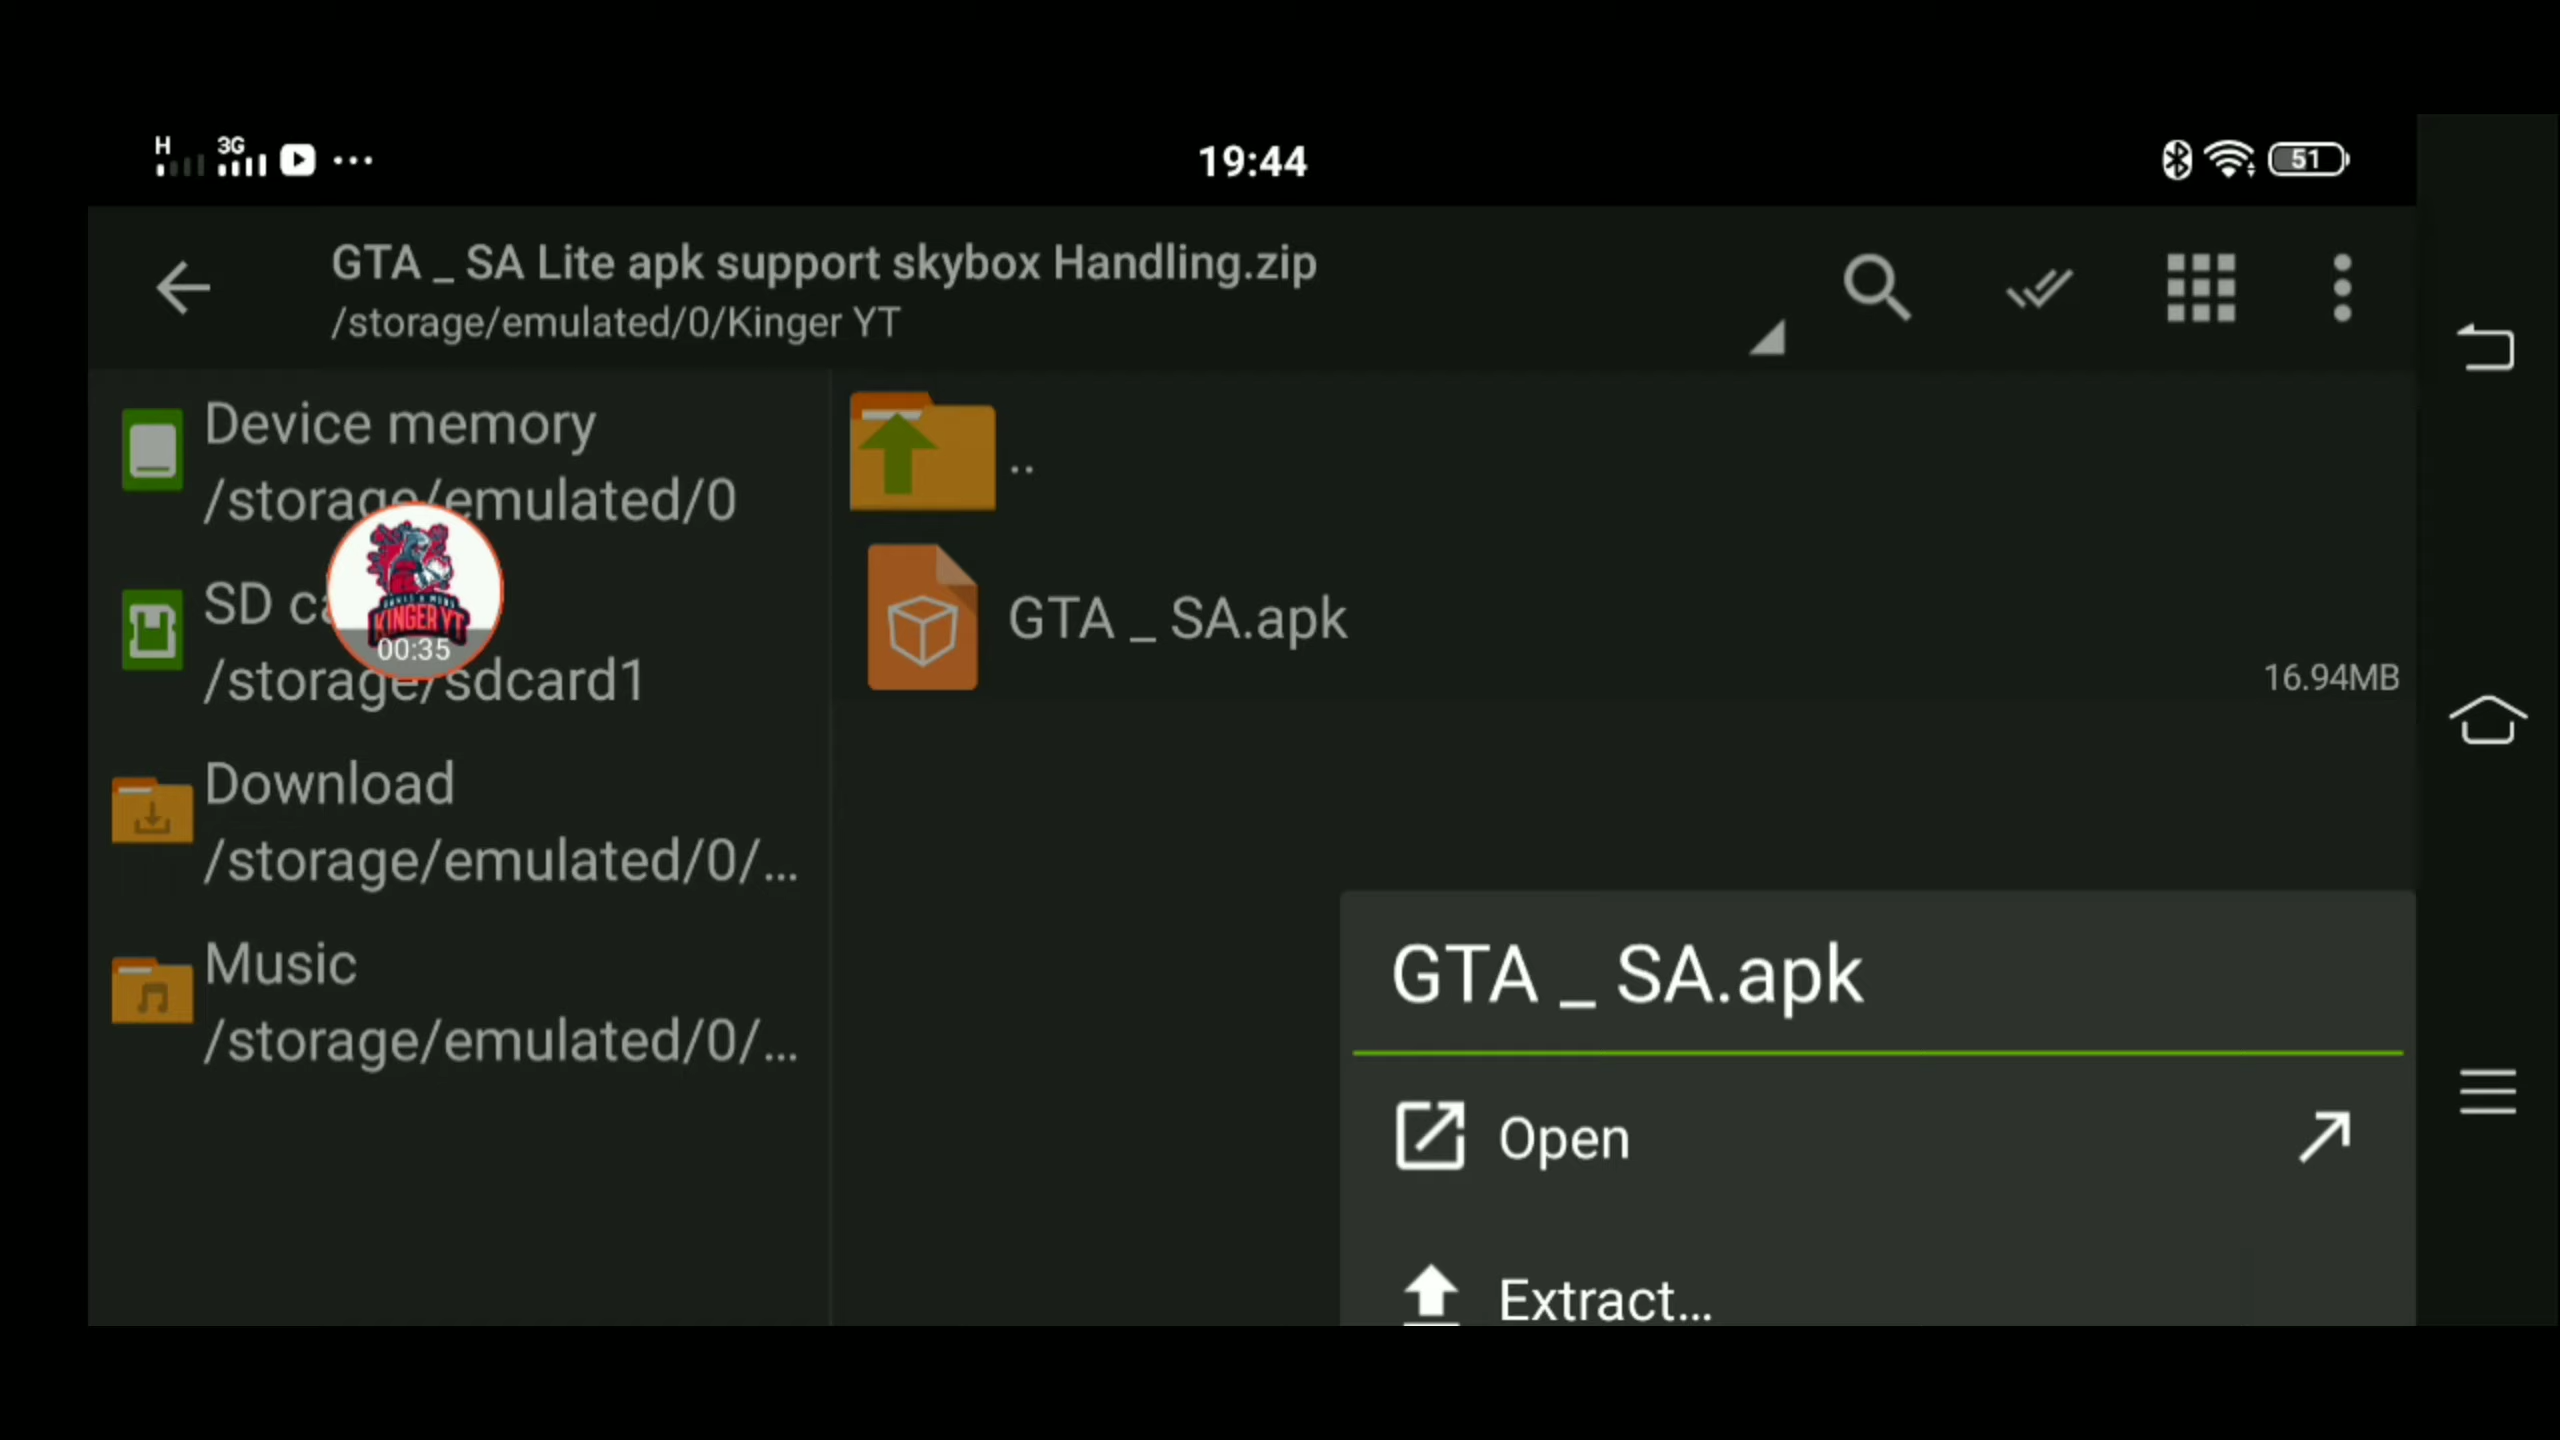 H 3G
19:44
51
GTA _ SA Lite apk support skybox Handling.zip
/storage/emulated/0/Kinger YT
Device memory
/storage/emulated/0
SD
/storage/sdcard1
Download
/storage/emulated/0/...
Music
/storage/emulated/0/...
KINGER YT
00:35
..
GTA _ SA.apk
16.94MB
GTA _ SA.apk
Open
Extract...